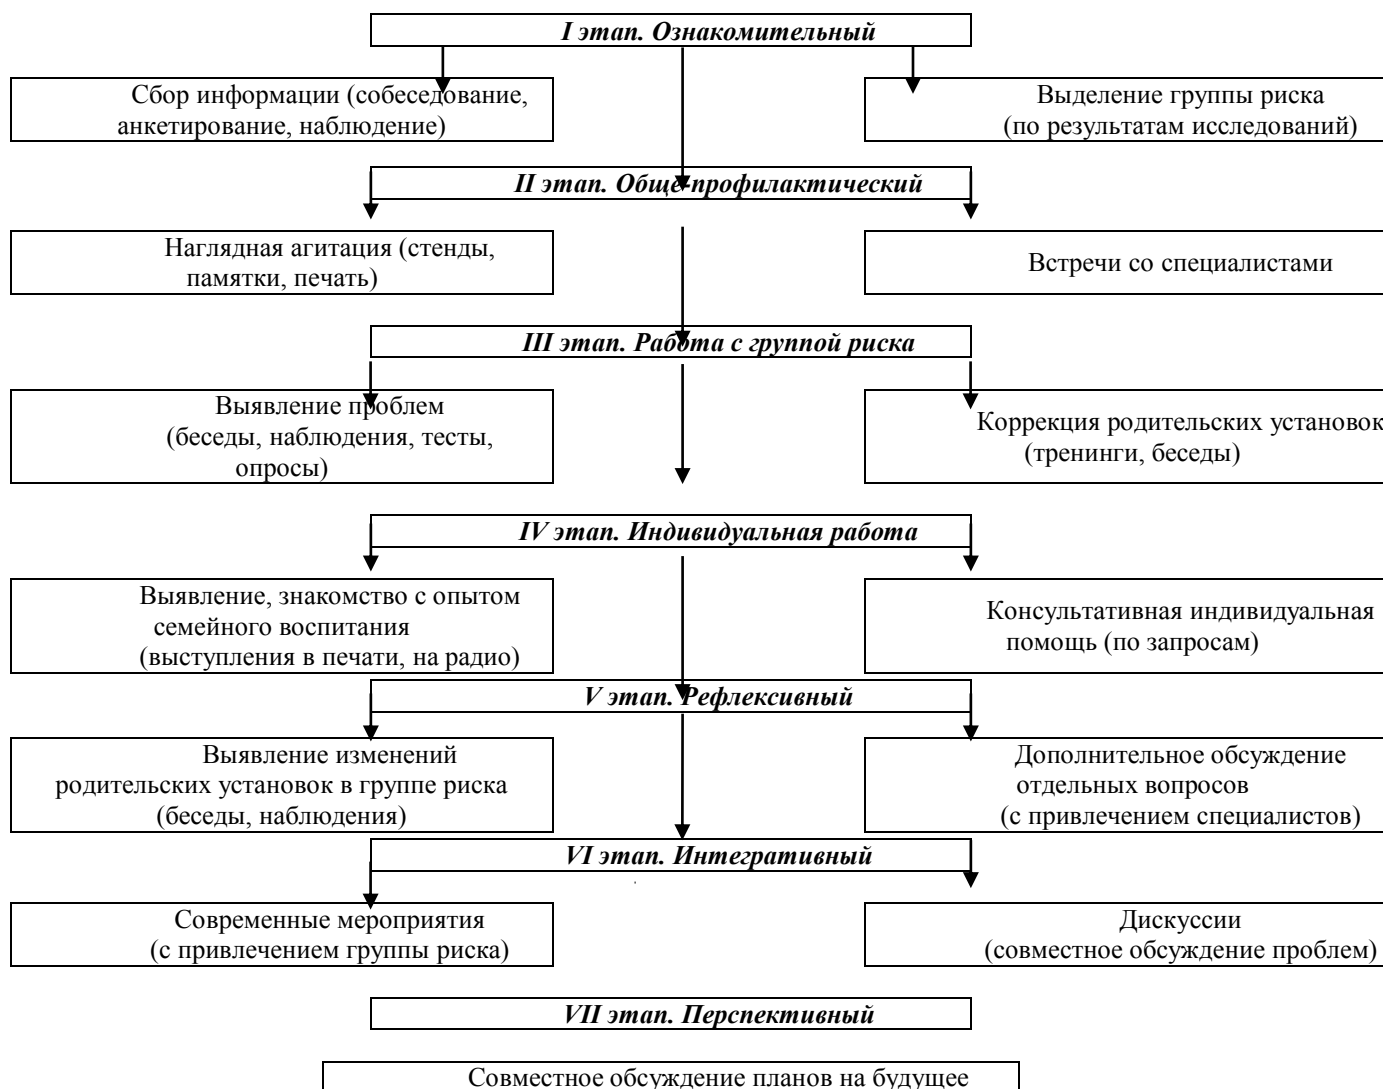 I этап. Ознакомительный
Сбор информации (собеседование,
анкетирование, наблюдение)
Выделение группы риска
(по результатам исследований)
II этап. Обще-профилактический
Наглядная агитация (стенды,
памятки, печать)
Встречи со специалистами
III этап. Работа с группой риска
Выявление проблем
(беседы, наблюдения, тесты,
опросы)
Коррекция родительских установок
(тренинги, беседы)
IV этап. Индивидуальная работа
Выявление, знакомство с опытом
семейного воспитания
(выступления в печати, на радио)
Консультативная индивидуальная
помощь (по запросам)
V этап. Рефлексивный
Выявление изменений
родительских установок в группе риска
(беседы, наблюдения)
Дополнительное обсуждение
отдельных вопросов
(с привлечением специалистов)
VI этап. Интегративный
Современные мероприятия
(с привлечением группы риска)
Дискуссии
(совместное обсуждение проблем)
VII этап. Перспективный
Совместное обсуждение планов на будущее